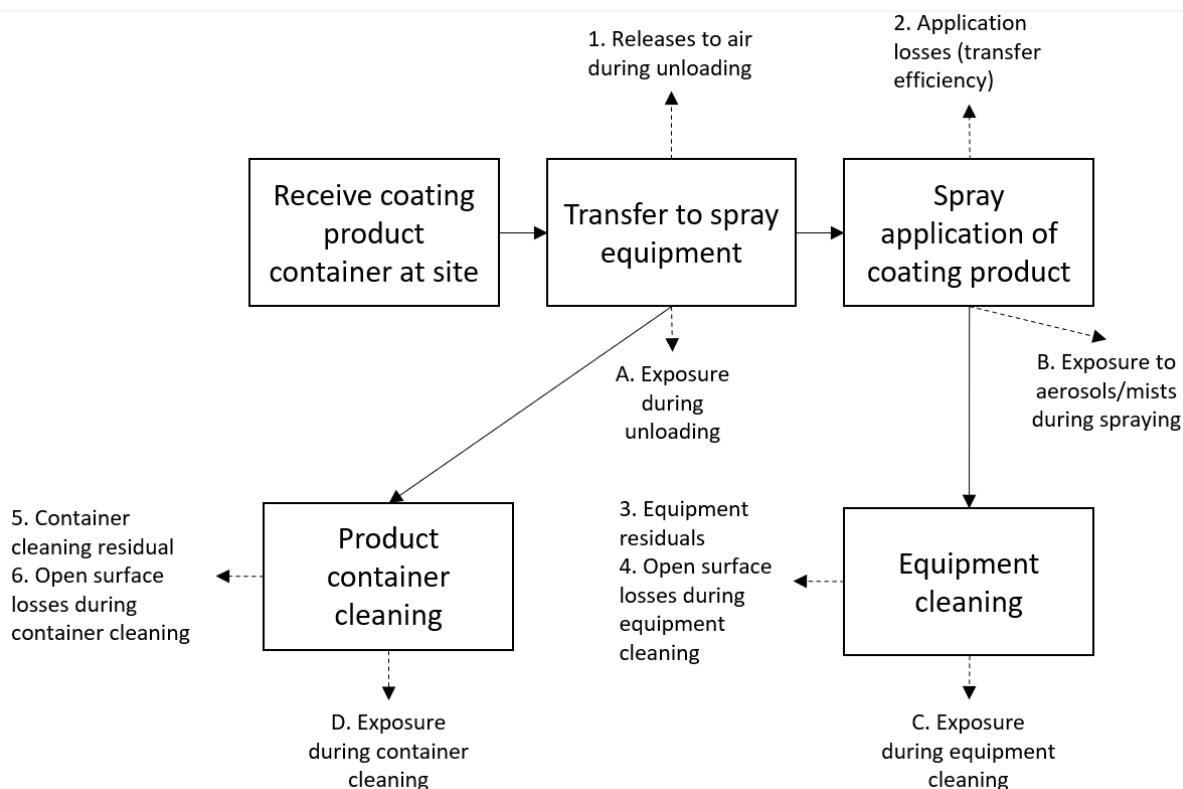 1. Releases to air
during unloading
2. Application
losses (transfer
efficiency)
Receive coating
product
container at site
Transfer to spray
equipment
Spray
application of
coating product
A. Exposure
during
unloading
B. Exposure to
aerosols/mists
during spraying
5. Container
cleaning residual
6. Open surface
losses during
container cleaning
Product
container
cleaning
3. Equipment
residuals
4. Open surface
losses during
equipment
cleaning
Equipment
cleaning
D. Exposure
during container
cleaning
C. Exposure
during equipment
cleaning